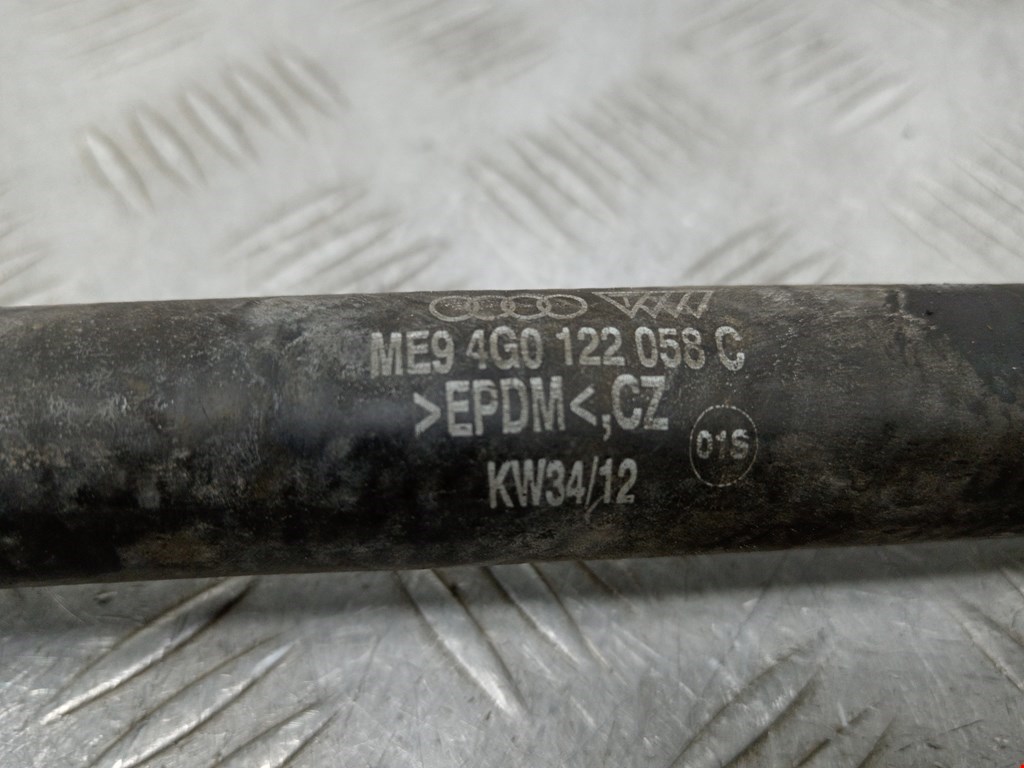 ME9 4G0 122 058 C
>EPDM<,CZ
01S
KW34/12